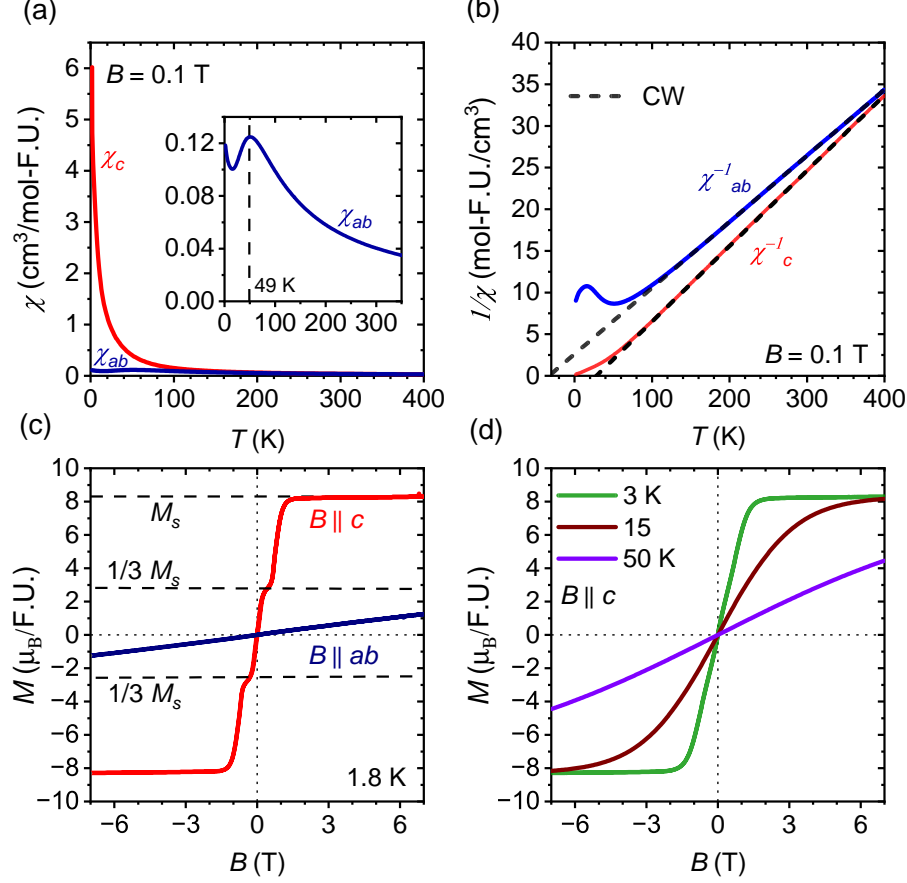 (a)
χ (cm³/mol-F.U.)
6
5
4
3
2
1
0
B = 0.1 T
χc
χab
0.12
0.08
0.04
0.00
χab
49 K
0 100 200 300
0 100 200 300 400
T (K)
(b)
1/χ (mol-F.U./cm³)
40
35
30
25
20
15
10
5
0
CW
χ⁻¹ab
χ⁻¹c
B = 0.1 T
0 100 200 300 400
T (K)
(c)
M (μB/F.U.)
10
8
6
4
2
0
−2
−4
−6
−8
−10
Ms
B || c
1/3 Ms
B || ab
1/3 Ms
1.8 K
−6 −3 0 3 6
B (T)
(d)
M (μB/F.U.)
10
8
6
4
2
0
−2
−4
−6
−8
−10
3 K
15
50 K
B || c
−6 −3 0 3 6
B (T)